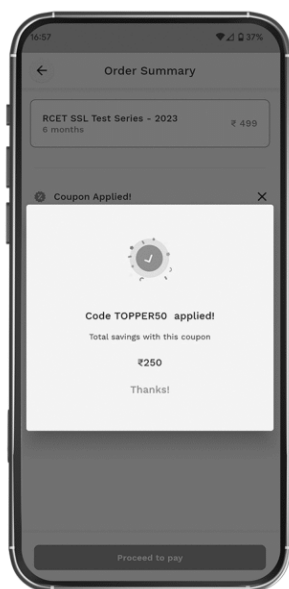 16:57
37%
Order Summary
RCET SSL Test Series - 2023
6 months
₹ 499
Coupon Applied!
Code TOPPER50 applied!
Total savings with this coupon
₹250
Thanks!
Proceed to pay